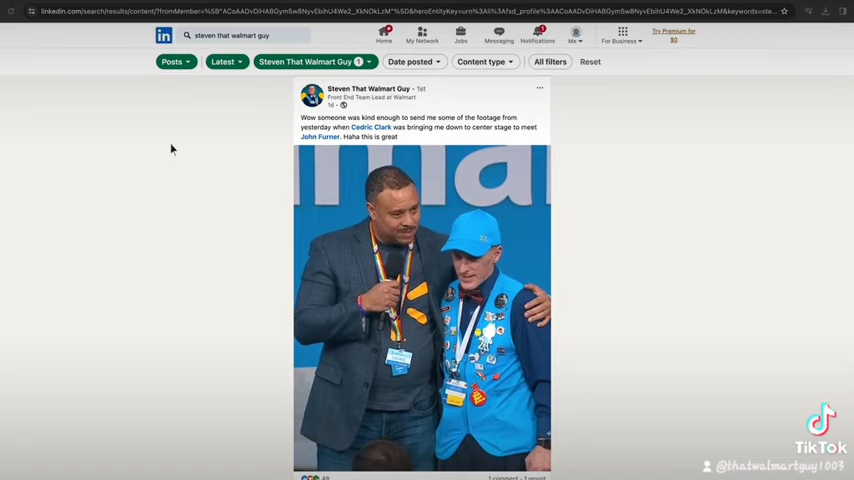 linkedin.com/search/results/content/?fromMember=%5B"ACoAADvDiHABGym5w8NyvEbihU4We2_XkNOkLzM"%5D&heroEntityKey=urn%3Ali%3Afsd_profile%3AACoAADvDiHABGym5w8NyvEbihU4We2_XkNOkLzM&keywords=ste...
steven that walmart guy
Home
My Network
Jobs
Messaging
Notifications
Me
For Business
Try Premium for $0
Posts
Latest
Steven That Walmart Guy 1
Date posted
Content type
All filters
Reset
Steven That Walmart Guy • 1st
Front End Team Lead at Walmart
1d •
Wow someone was kind enough to send me some of the footage from
yesterday when Cedric Clark was bringing me down to center stage to meet
John Furner. Haha this is great
lma
48
1 comment · 1 repost
TikTok
@thatwalmartguy1003